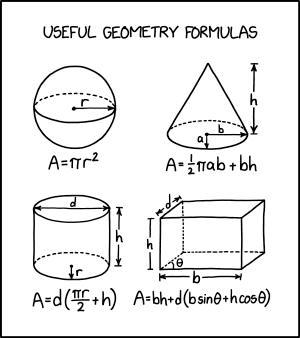 USEFUL GEOMETRY FORMULAS
r
A=πr²
h
b
a
A=½πab+bh
d
h
r
A=d(πr/2+h)
d
h
θ
b
A=bh+d(bsinθ+hcosθ)